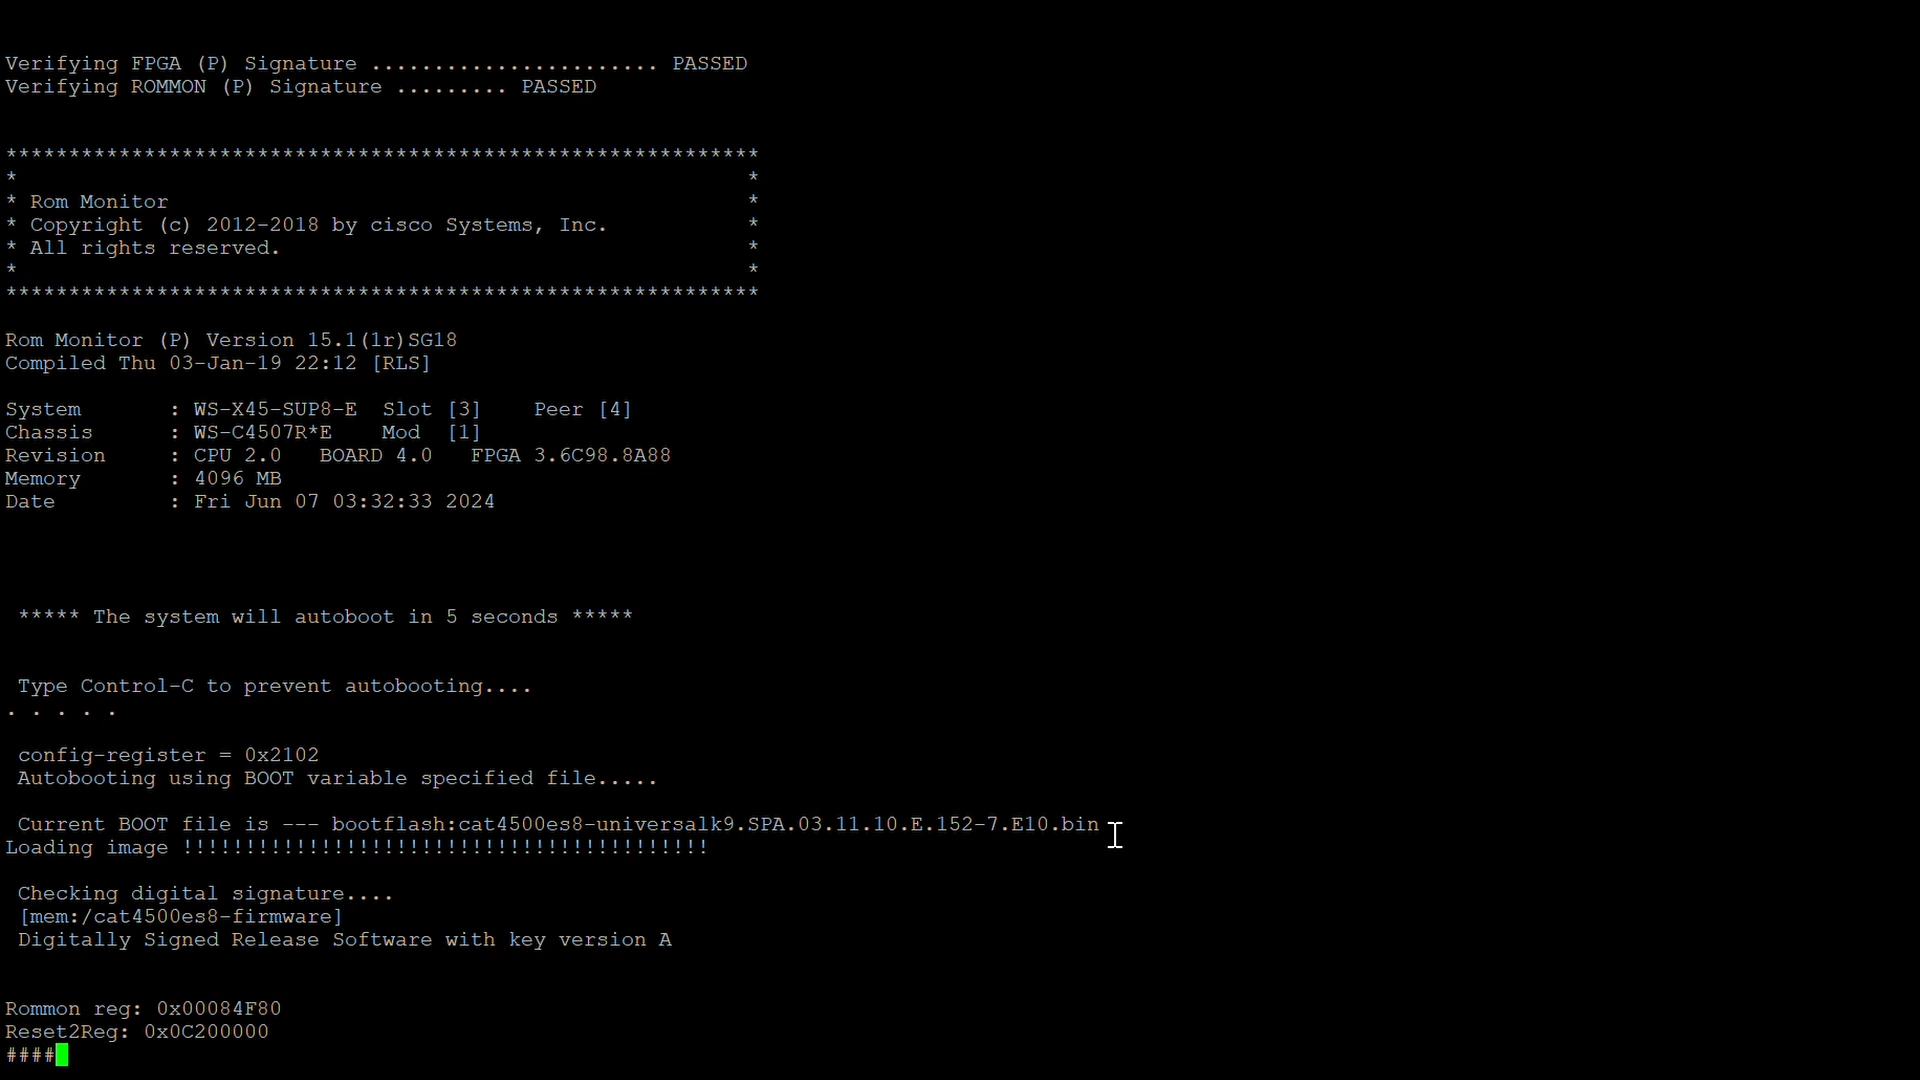 Verifying FPGA (P) Signature ....................... PASSED
Verifying ROMMON (P) Signature ......... PASSED
************************************************************
* *
* Rom Monitor *
* Copyright (c) 2012-2018 by cisco Systems, Inc. *
* All rights reserved. *
* *
************************************************************
Rom Monitor (P) Version 15.1(1r)SG18
Compiled Thu 03-Jan-19 22:12 [RLS]
System : WS-X45-SUP8-E Slot [3] Peer [4]
Chassis : WS-C4507R*E Mod [1]
Revision : CPU 2.0 BOARD 4.0 FPGA 3.6C98.8A88
Memory : 4096 MB
Date : Fri Jun 07 03:32:33 2024
***** The system will autoboot in 5 seconds *****
Type Control-C to prevent autobooting....
. . . . .
config-register = 0x2102
Autobooting using BOOT variable specified file.....
Current BOOT file is --- bootflash:cat4500es8-universalk9.SPA.03.11.10.E.152-7.E10.bin
Loading image !!!!!!!!!!!!!!!!!!!!!!!!!!!!!!!!!!!!!!!!!!
Checking digital signature....
[mem:/cat4500es8-firmware]
Digitally Signed Release Software with key version A
Rommon reg: 0x00084F80
Reset2Reg: 0x0C200000
####